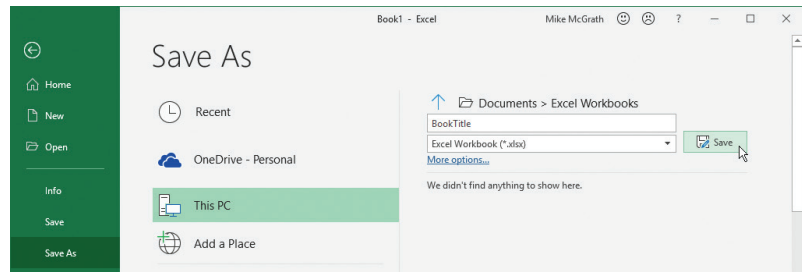 Book1 - Excel
Mike McGrath
?
Save As
Home
New
Open
Info
Save
Save As
Recent
OneDrive - Personal
This PC
Add a Place
Documents > Excel Workbooks
BookTitle
Excel Workbook (*.xlsx)
Save
More options...
We didn't find anything to show here.